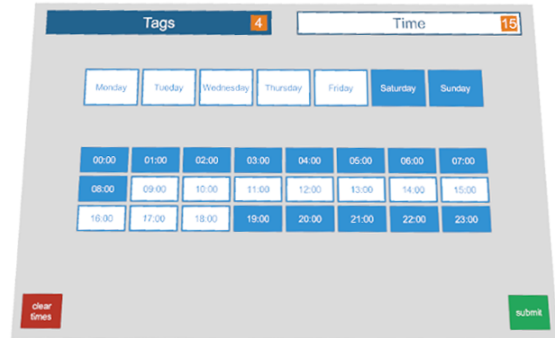 Tags 4 Time 15
Monday Tueday Wednesday Thursday Friday Saturday Sunday
00:00 01:00 02:00 03:00 04:00 05:00 06:00 07:00
08:00 09:00 10:00 11:00 12:00 13:00 14:00 15:00
16:00 17:00 18:00 19:00 20:00 21:00 22:00 23:00
clear
times
submit